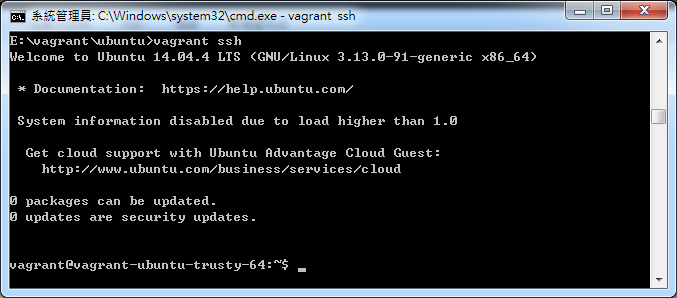 系統管理員: C:\Windows\system32\cmd.exe - vagrant ssh
E:\vagrant\ubuntu>vagrant ssh
Welcome to Ubuntu 14.04.4 LTS (GNU/Linux 3.13.0-91-generic x86_64)
* Documentation:  https://help.ubuntu.com/
System information disabled due to load higher than 1.0
Get cloud support with Ubuntu Advantage Cloud Guest:
http://www.ubuntu.com/business/services/cloud
0 packages can be updated.
0 updates are security updates.
vagrant@vagrant-ubuntu-trusty-64:~$ _